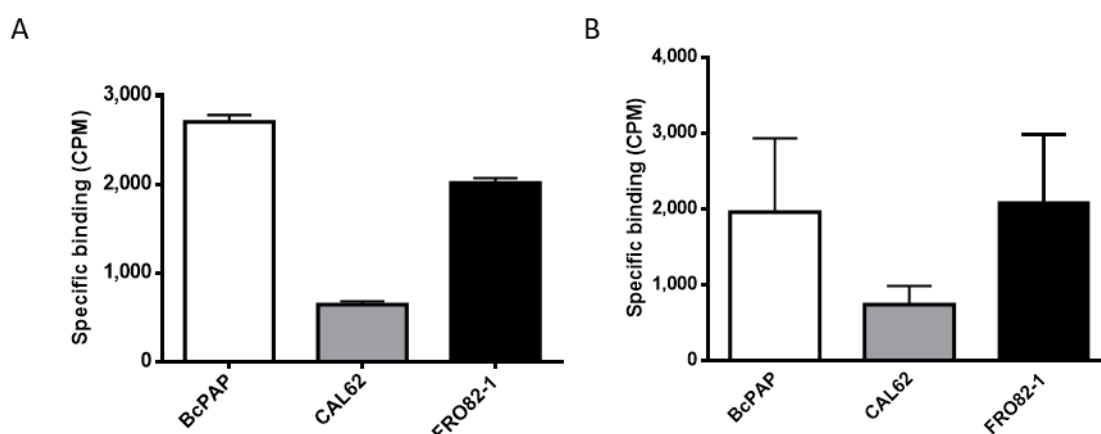 A
B
Specific binding (CPM)
3,000
2,000
1,000
0
BcPAP
CAL62
FRO82-1
Specific binding (CPM)
4,000
3,000
2,000
1,000
0
BcPAP
CAL62
FRO82-1